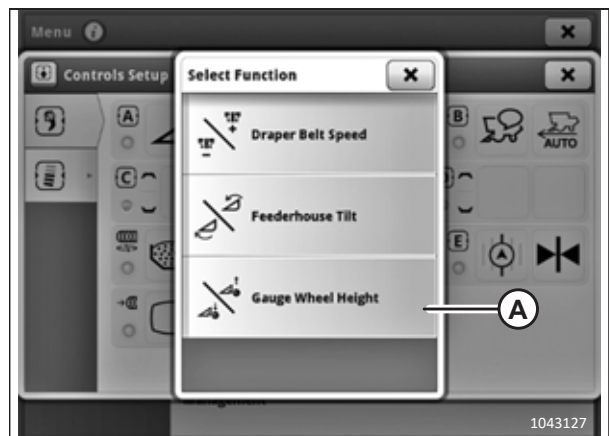 Menu
Controls Setup
Select Function
A
B
C
E
AUTO
Draper Belt Speed
Feederhouse Tilt
Gauge Wheel Height
A
1043127